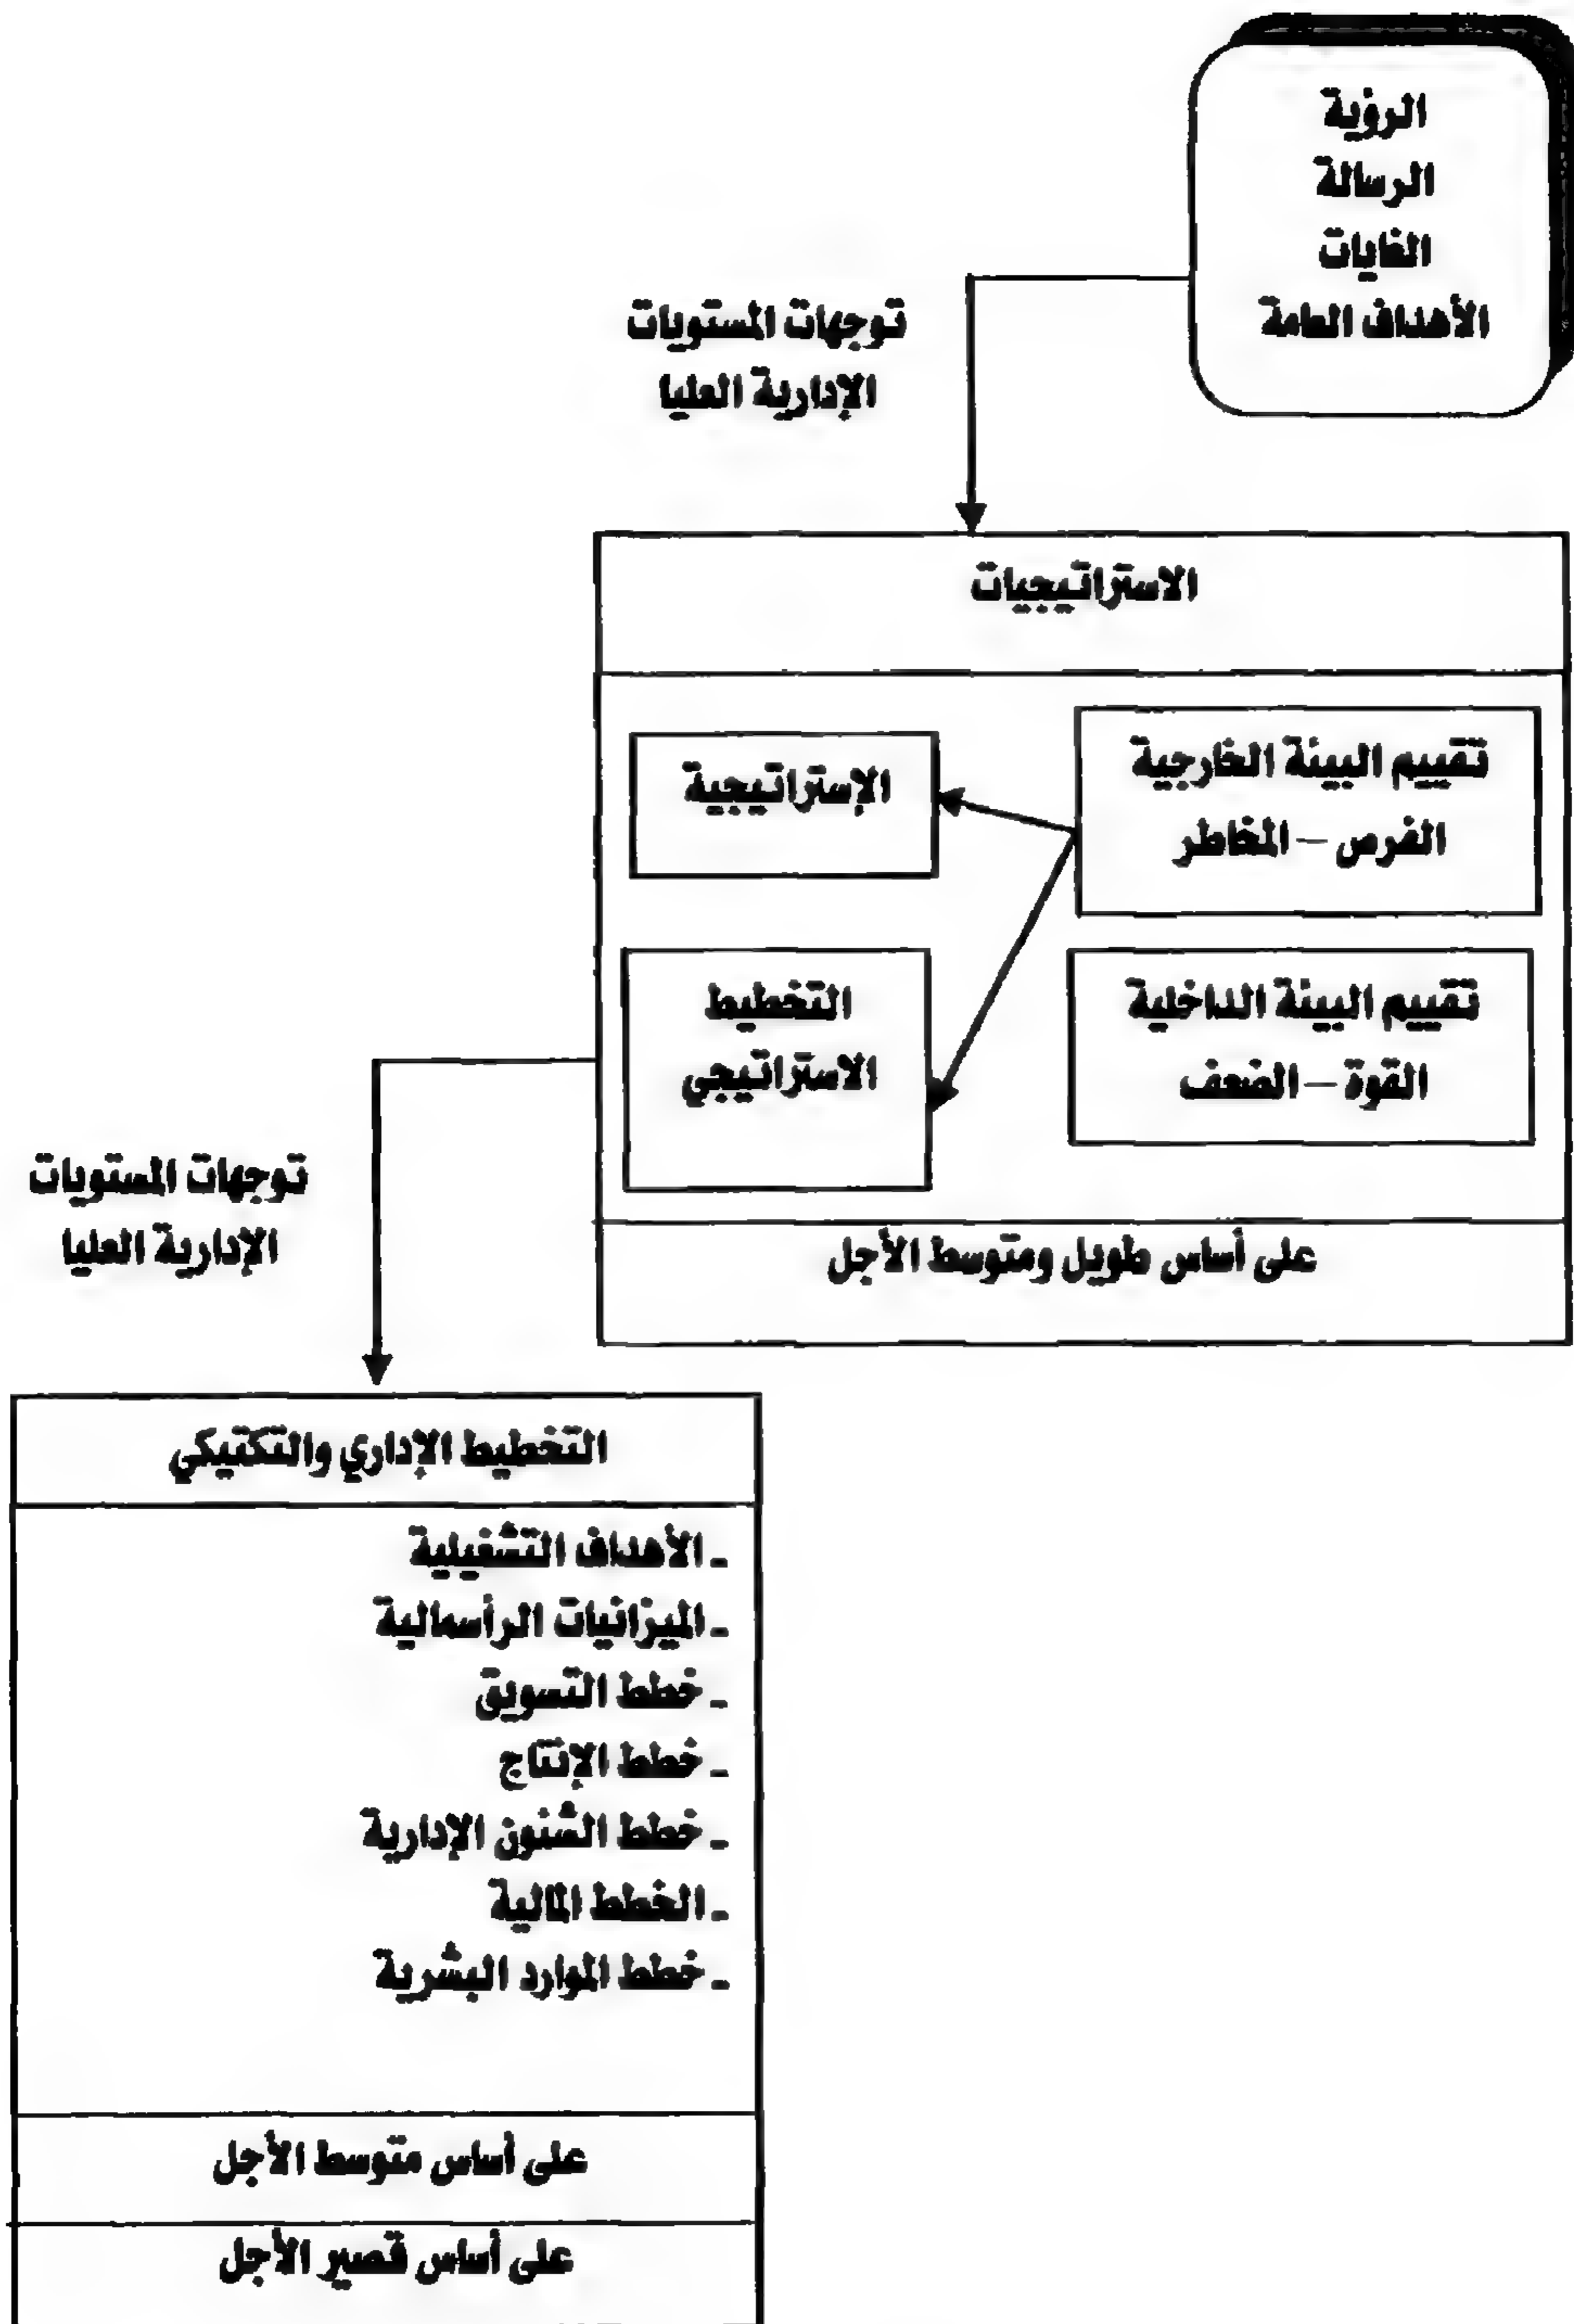 الرؤية
الرسالة
الغايات
الأهداف العامة
توجهات المستويات
الإدارية العليا
الاستراتيجيات
تقييم البيئة الخارجية
الفرص – المخاطر
الإستراتيجية
تقييم البيئة الداخلية
القوة – الضعف
التخطيط
الاستراتيجي
على أساس طويل ومتوسط الأجل
توجهات المستويات
الإدارية العليا
التخطيط الإداري والتكتيكي
- الأهداف التشغيلية
- الميزانيات الرأسمالية
- خطط التسويق
- خطط الإنتاج
- خطط الشئون الإدارية
- الخطط المالية
- خطط الموارد البشرية
على أساس متوسط الأجل
على أساس قصير الأجل